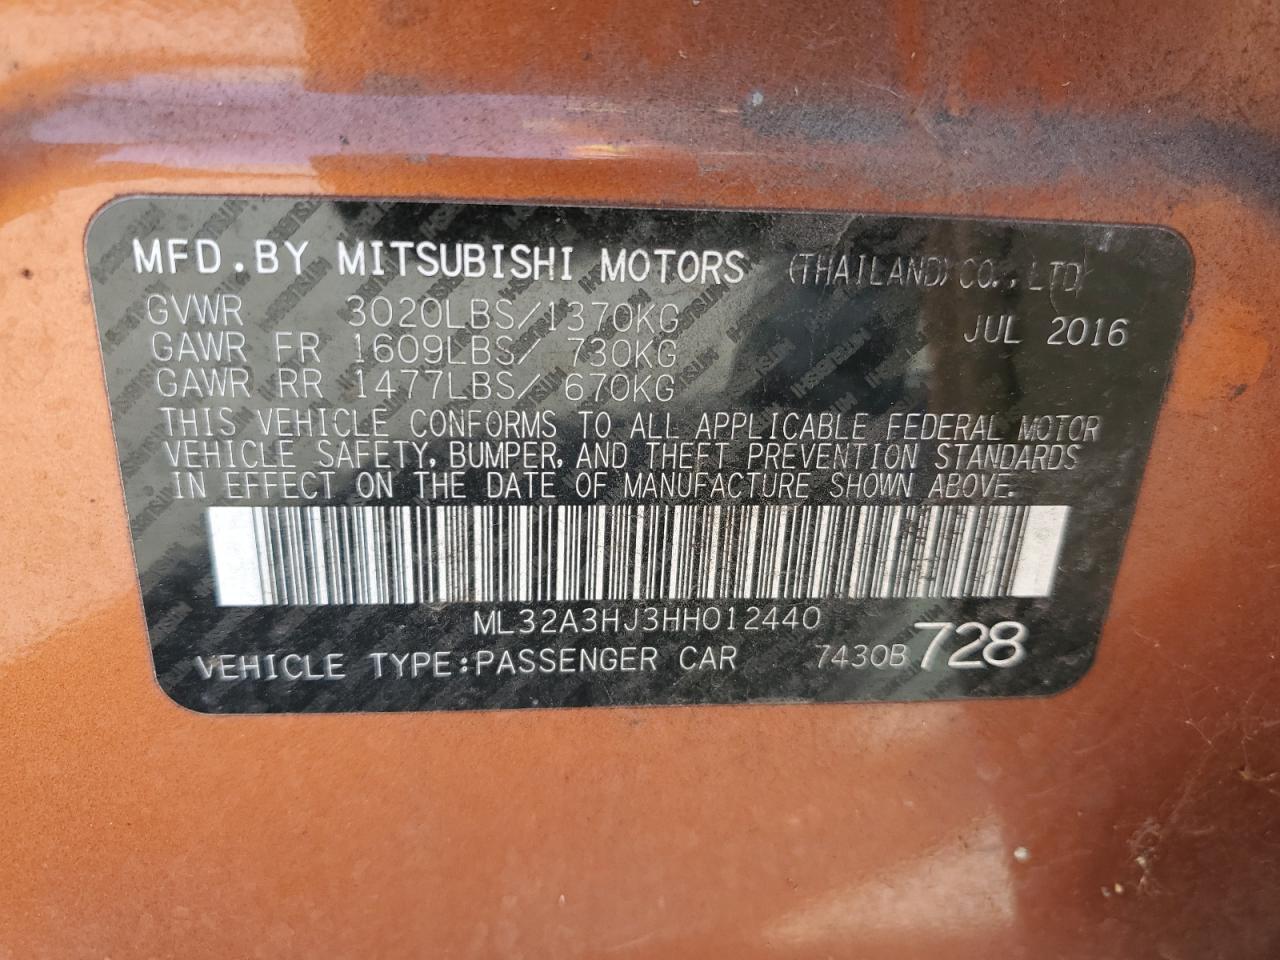 MFD.BY MITSUBISHI MOTORS (THAILAND) CO.,LTD
GVWR 3020LBS/1370KG JUL 2016
GAWR FR 1609LBS/ 730KG
GAWR RR 1477LBS/ 670KG
THIS VEHICLE CONFORMS TO ALL APPLICABLE FEDERAL MOTOR
VEHICLE SAFETY, BUMPER, AND THEFT PREVENTION STANDARDS
IN EFFECT ON THE DATE OF MANUFACTURE SHOWN ABOVE.
ML32A3HJ3HH012440
VEHICLE TYPE:PASSENGER CAR 7430B 728